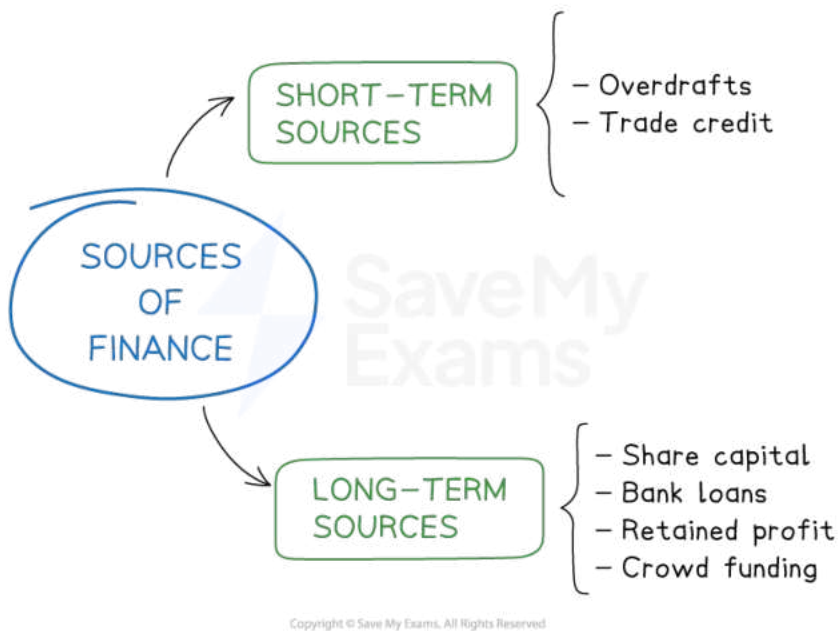 SHORT-TERM
SOURCES
– Overdrafts
– Trade credit
SOURCES
OF
FINANCE
SaveMy
Exams
LONG-TERM
SOURCES
– Share capital
– Bank loans
– Retained profit
– Crowd funding
Copyright © Save My Exams. All Rights Reserved